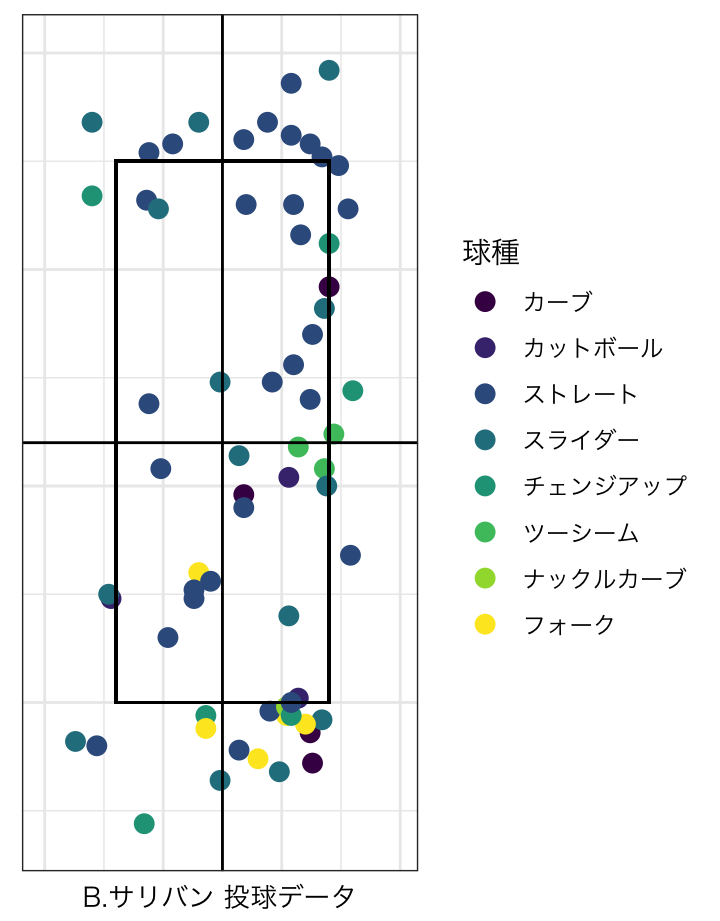 球種
カーブ
カットボール
ストレート
スライダー
チェンジアップ
ツーシーム
ナックルカーブ
フォーク
B.サリバン 投球データ